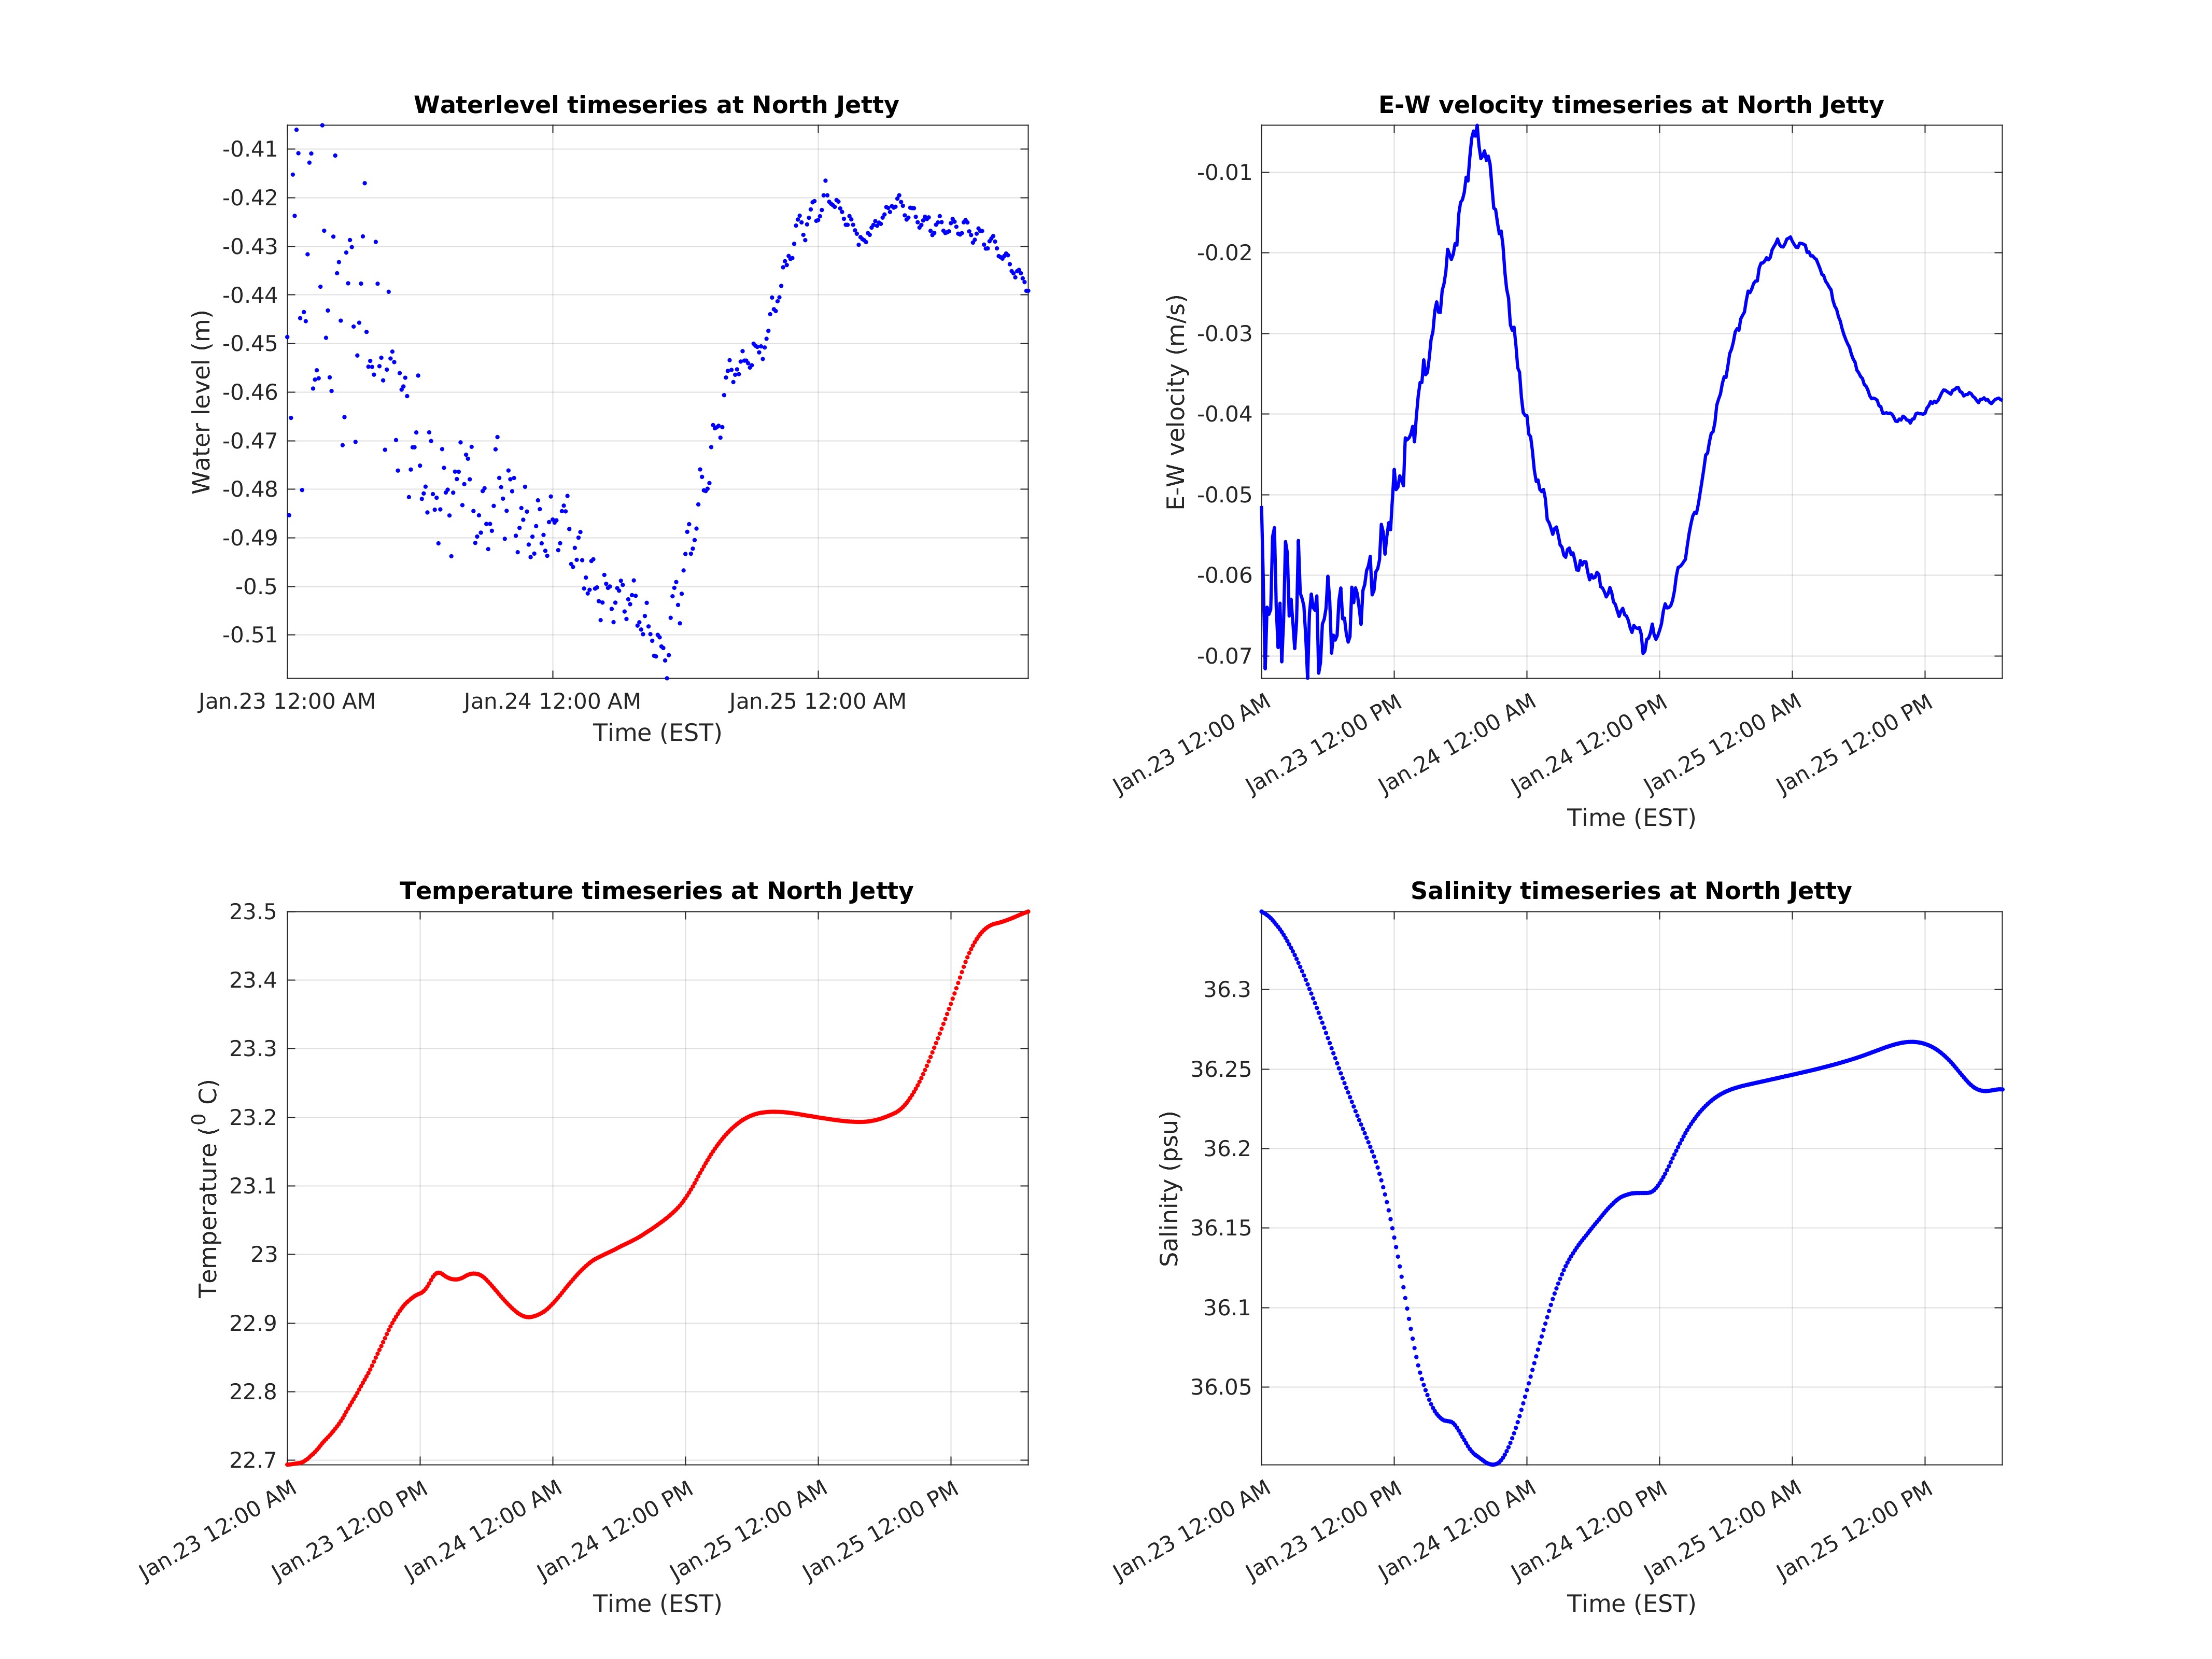 Waterlevel timeseries at North Jetty
-0.41
-0.42
-0.43
-0.44
-0.45
-0.46
-0.47
-0.48
-0.49
-0.5
-0.51
Water level (m)
Jan.23 12:00 AM
Jan.24 12:00 AM
Jan.25 12:00 AM
Time (EST)
E-W velocity timeseries at North Jetty
-0.01
-0.02
-0.03
-0.04
-0.05
-0.06
-0.07
E-W velocity (m/s)
Jan.23 12:00 AM
Jan.23 12:00 PM
Jan.24 12:00 AM
Jan.24 12:00 PM
Jan.25 12:00 AM
Jan.25 12:00 PM
Time (EST)
Temperature timeseries at North Jetty
23.5
23.4
23.3
23.2
23.1
23
22.9
22.8
22.7
Temperature (⁰ C)
Jan.23 12:00 AM
Jan.23 12:00 PM
Jan.24 12:00 AM
Jan.24 12:00 PM
Jan.25 12:00 AM
Jan.25 12:00 PM
Time (EST)
Salinity timeseries at North Jetty
36.3
36.25
36.2
36.15
36.1
36.05
Salinity (psu)
Jan.23 12:00 AM
Jan.23 12:00 PM
Jan.24 12:00 AM
Jan.24 12:00 PM
Jan.25 12:00 AM
Jan.25 12:00 PM
Time (EST)